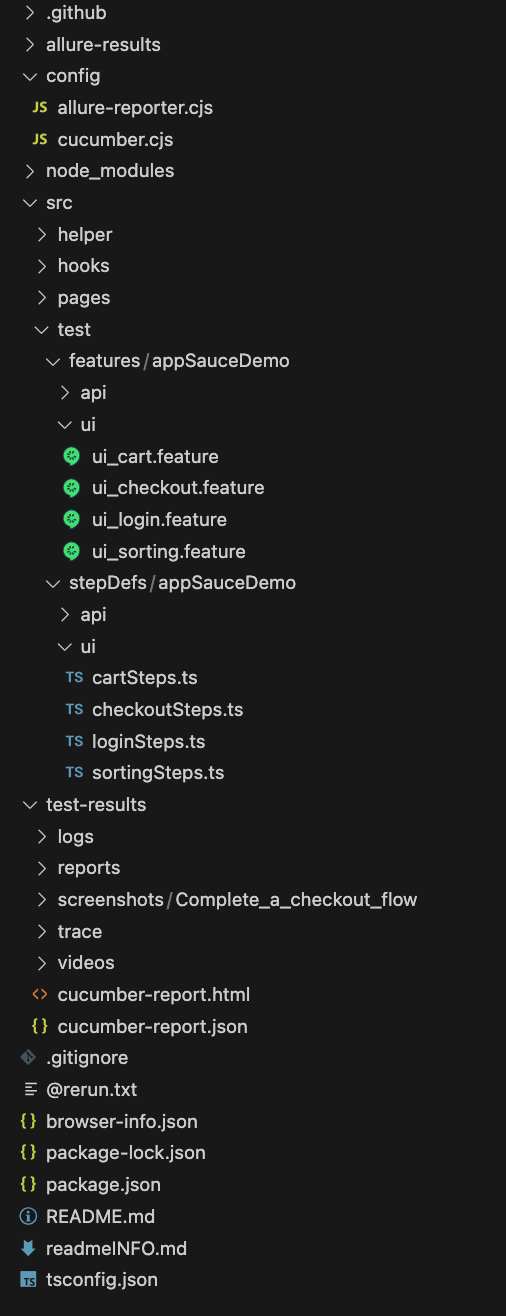 .github
allure-results
config
JS allure-reporter.cjs
JS cucumber.cjs
node_modules
src
helper
hooks
pages
test
features/appSauceDemo
api
ui
ui_cart.feature
ui_checkout.feature
ui_login.feature
ui_sorting.feature
stepDefs/appSauceDemo
api
ui
TS cartSteps.ts
TS checkoutSteps.ts
TS loginSteps.ts
TS sortingSteps.ts
test-results
logs
reports
screenshots/Complete_a_checkout_flow
trace
videos
<> cucumber-report.html
{} cucumber-report.json
.gitignore
@rerun.txt
{} browser-info.json
{} package-lock.json
{} package.json
README.md
readmeINFO.md
TS tsconfig.json